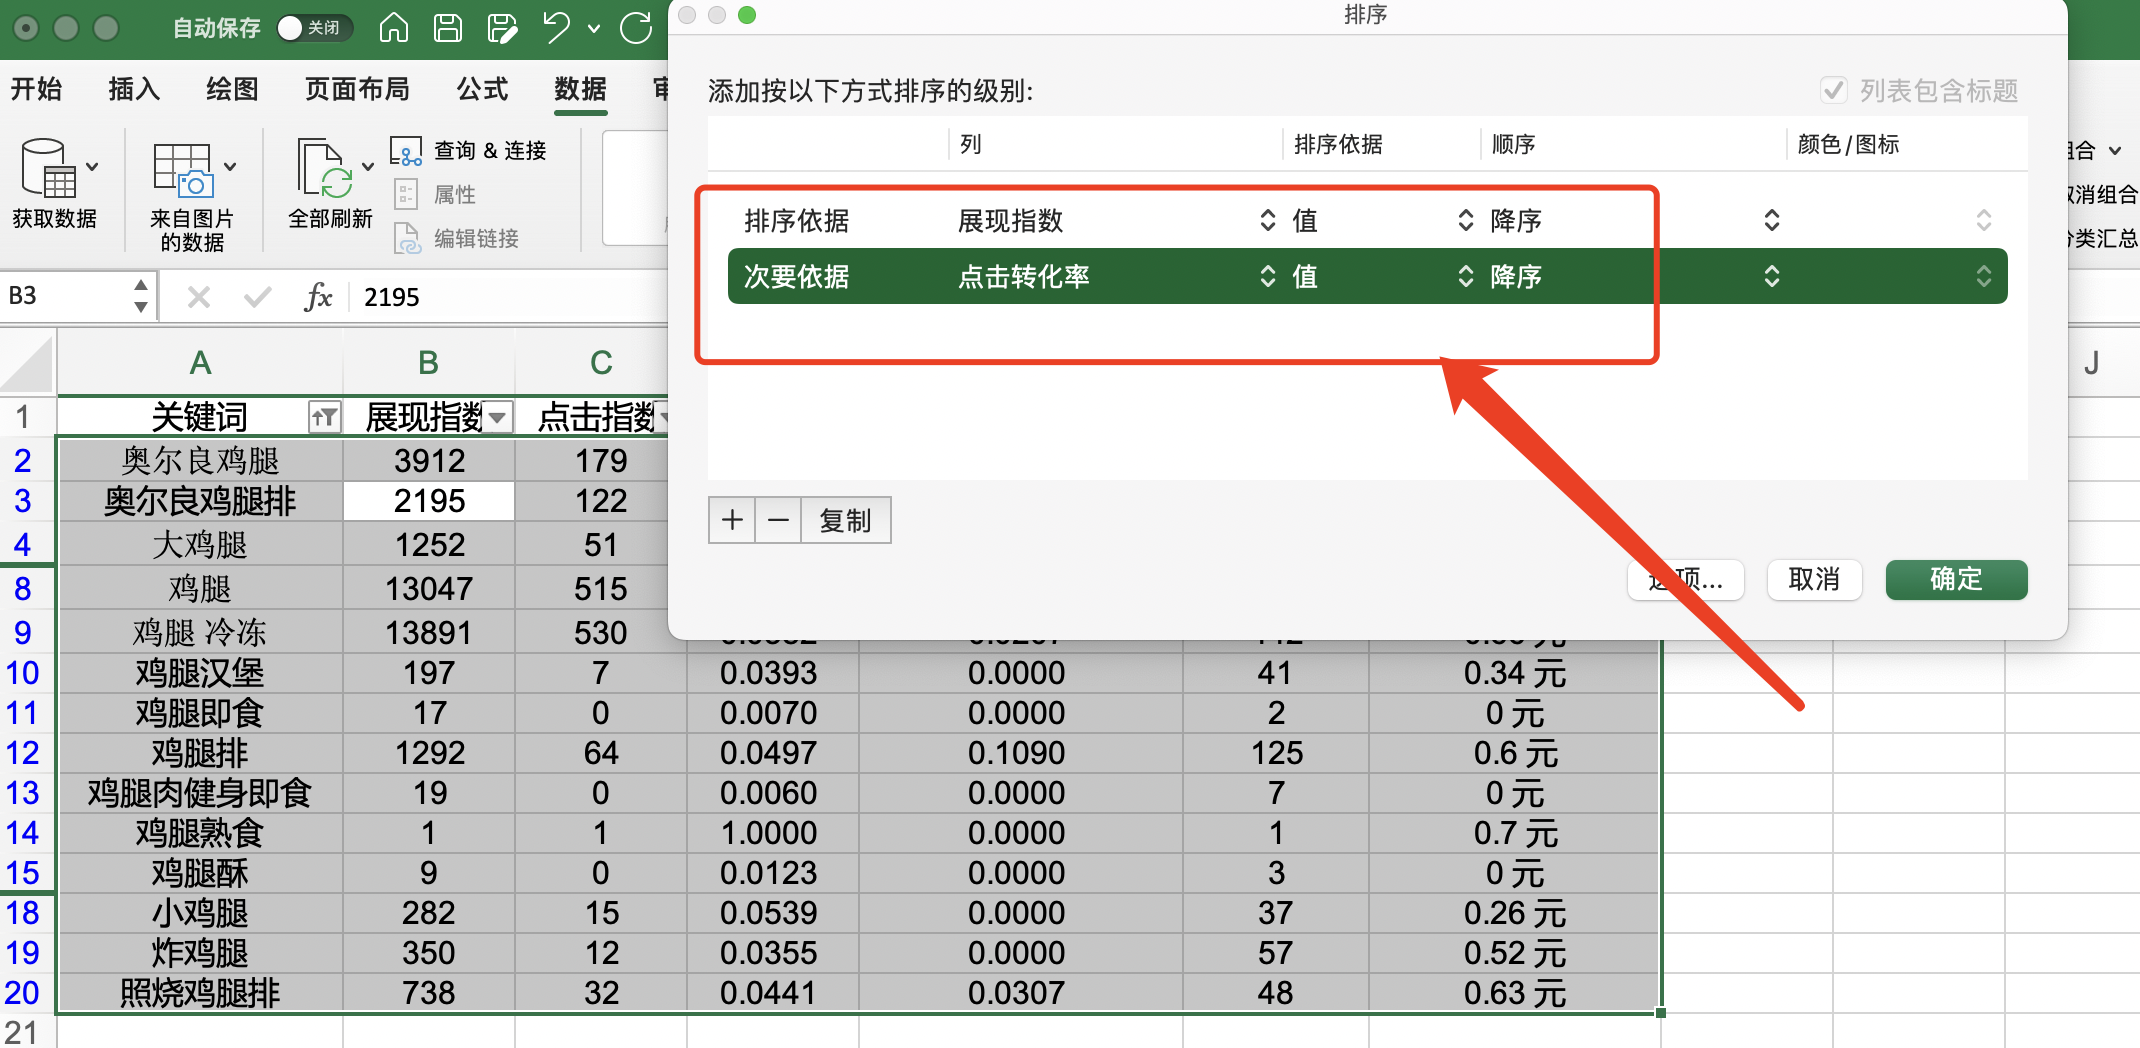 自动保存 关闭
排序
开始 插入 绘图 页面布局 公式 数据
获取数据
来自图片
的数据
全部刷新
查询 & 连接
属性
编辑链接
组合
取消组合
分类汇总
添加按以下方式排序的级别:
列表包含标题
列 排序依据 顺序 颜色/图标
排序依据 展现指数 值 降序
次要依据 点击转化率 值 降序
+ − 复制
取消 确定
B3 fx 2195
A B C J
1 关键词 展现指数 点击指数
2 奥尔良鸡腿 3912 179
3 奥尔良鸡腿排 2195 122
4 大鸡腿 1252 51
8 鸡腿 13047 515
9 鸡腿 冷冻 13891 530
10 鸡腿汉堡 197 7 0.0393 0.0000 41 0.34 元
11 鸡腿即食 17 0 0.0070 0.0000 2 0 元
12 鸡腿排 1292 64 0.0497 0.1090 125 0.6 元
13 鸡腿肉健身即食 19 0 0.0060 0.0000 7 0 元
14 鸡腿熟食 1 1 1.0000 0.0000 1 0.7 元
15 鸡腿酥 9 0 0.0123 0.0000 3 0 元
18 小鸡腿 282 15 0.0539 0.0000 37 0.26 元
19 炸鸡腿 350 12 0.0355 0.0000 57 0.52 元
20 照烧鸡腿排 738 32 0.0441 0.0307 48 0.63 元
21